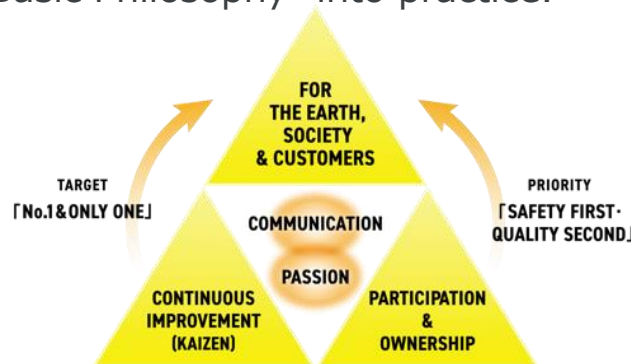 Basic Philosophy" into practice.
FOR
THE EARTH,
SOCIETY
& CUSTOMERS
TARGET
「No.1&ONLY ONE」
PRIORITY
「SAFETY FIRST·
QUALITY SECOND」
COMMUNICATION
PASSION
CONTINUOUS
IMPROVEMENT
(KAIZEN)
PARTICIPATION
&
OWNERSHIP